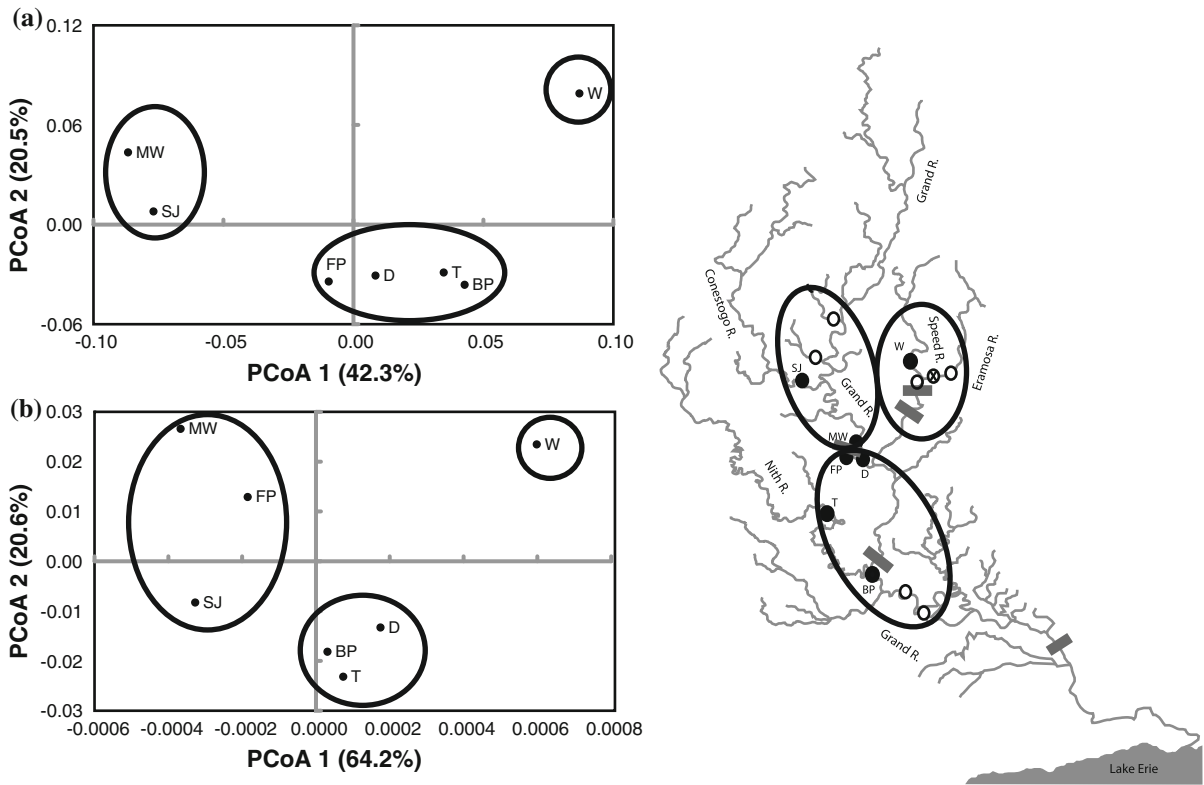 (a)
0.12
0.06
0.00
-0.06
PCoA 2 (20.5%)
W
MW
SJ
FP
D
T
BP
-0.10
-0.05
0.00
0.05
0.10
PCoA 1 (42.3%)
(b)
0.03
0.02
0.01
0.00
-0.01
-0.02
-0.03
PCoA 2 (20.6%)
MW
W
FP
SJ
D
BP
T
-0.0006
-0.0004
-0.0002
0.0000
0.0002
0.0004
0.0006
0.0008
PCoA 1 (64.2%)
Grand R.
Conestogo R.
Speed R.
Eramosa R.
W
SJ
Grand R.
MW
FP
D
Nith R.
T
BP
Grand R.
Lake Erie